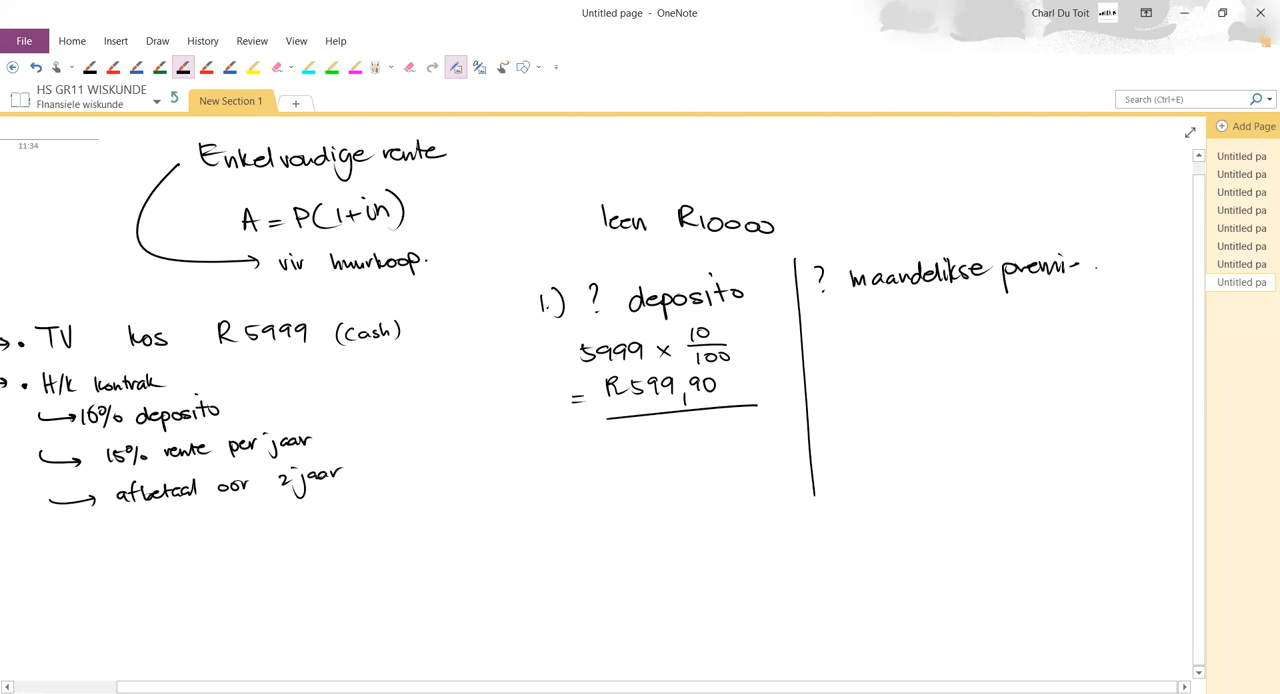 Untitled page - OneNote
Charl Du Toit
File Home Insert Draw History Review View Help
HS GR11 WISKUNDE
FInansiele wiskunde
New Section 1
Search (Ctrl+E)
Add Page
Untitled pa
Untitled pa
Untitled pa
Untitled pa
Untitled pa
Untitled pa
Untitled pa
Untitled pa
11:34
Enkelvoudige rente
A = P(1+in)
→ vir huurkoop.
• TV kos R5999 (cash)
• H/K kontrak
→ 10% deposito
→ 15% rente per jaar
→ afbetaal oor 2 jaar
leen R10000
1.) ? deposito
5999 × 10/100
= R599,90
? maandelikse premi-